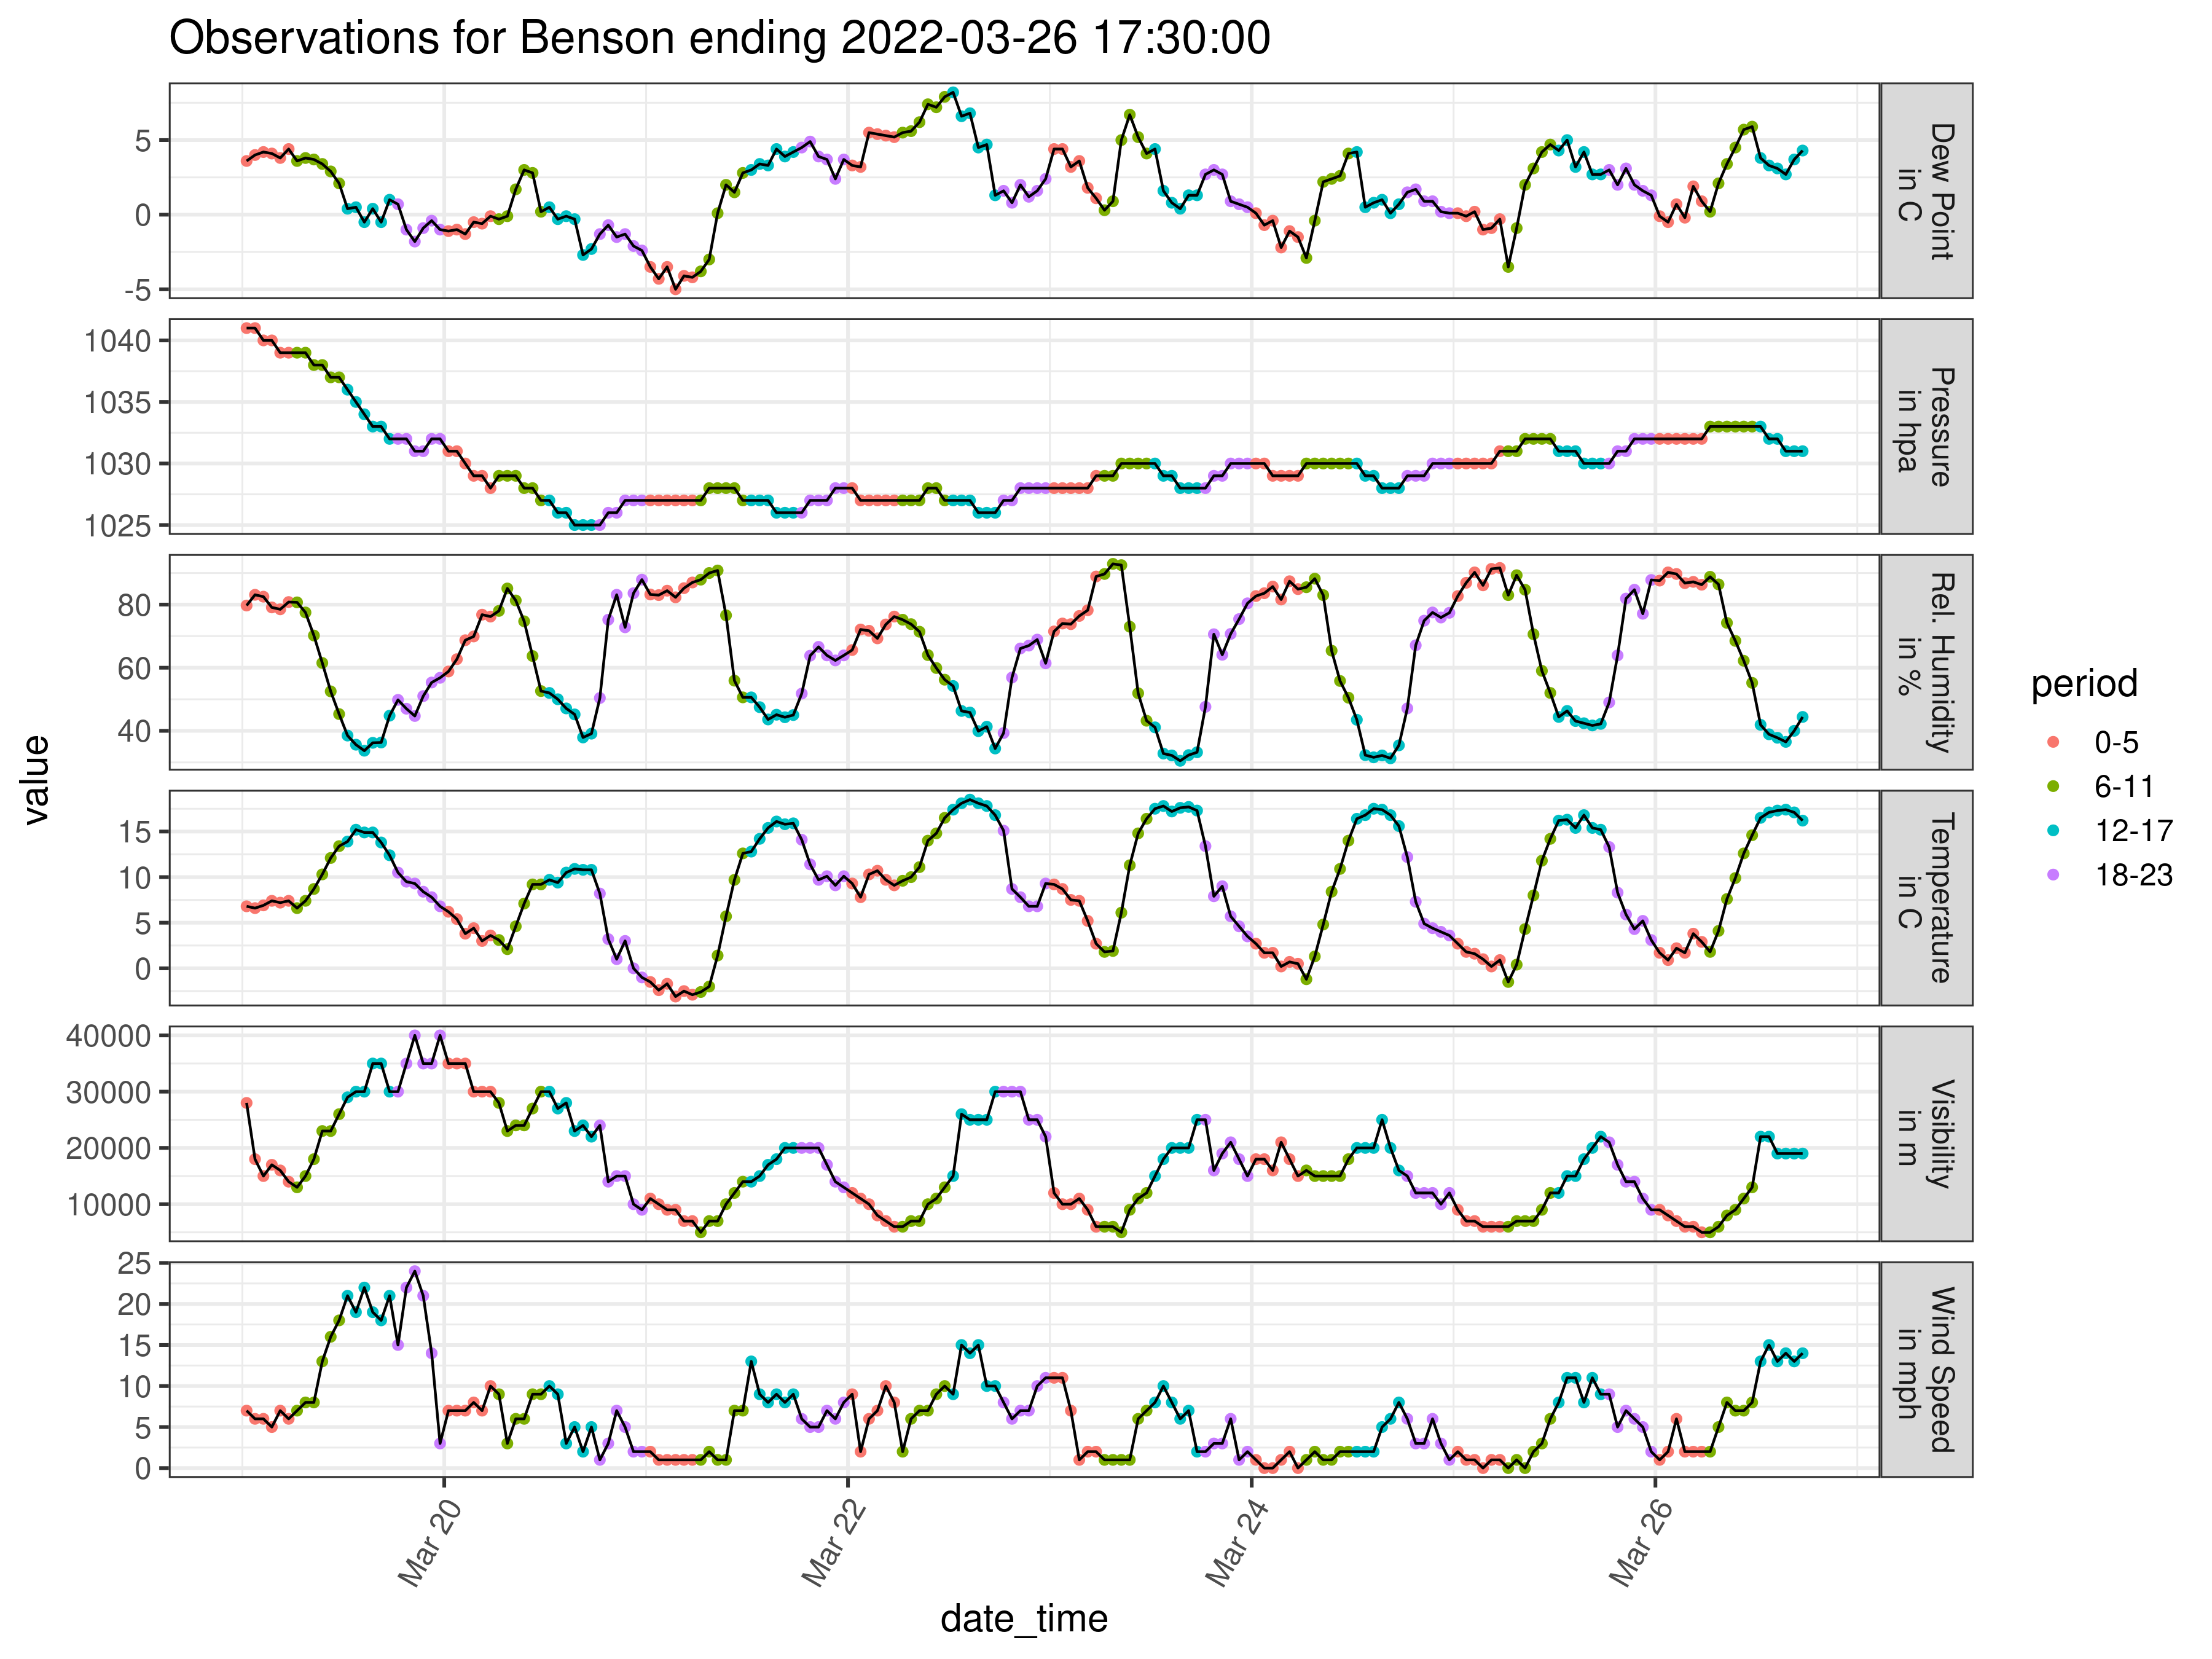 Observations for Benson ending 2022-03-26 17:30:00
value
5
0
-5
Dew Point
in C
1040
1035
1030
1025
Pressure
in hpa
80
60
40
Rel. Humidity
in %
15
10
5
0
Temperature
in C
40000
30000
20000
10000
Visibility
in m
25
20
15
10
5
0
Wind Speed
in mph
Mar 20
Mar 22
Mar 24
Mar 26
date_time
period
0-5
6-11
12-17
18-23